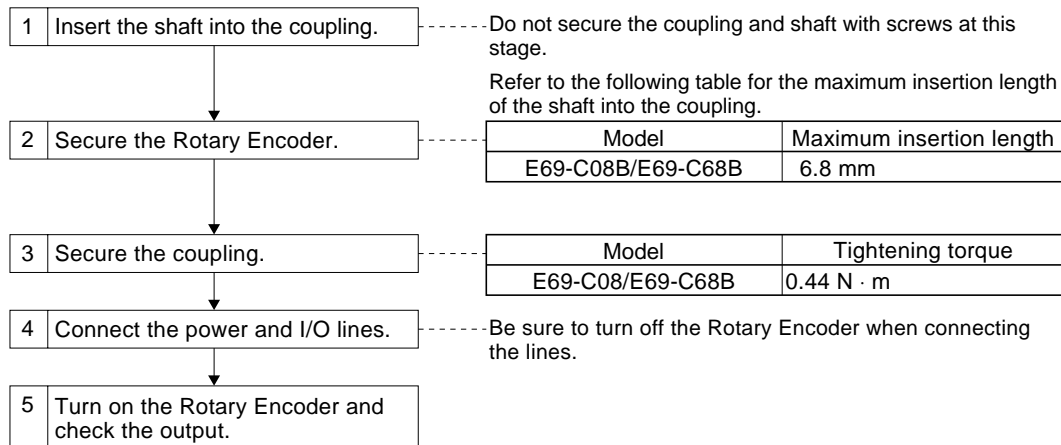 1 Insert the shaft into the coupling.
Do not secure the coupling and shaft with screws at this
stage.
Refer to the following table for the maximum insertion length
of the shaft into the coupling.
2 Secure the Rotary Encoder.
Model Maximum insertion length
E69-C08B/E69-C68B 6.8 mm
3 Secure the coupling.
Model Tightening torque
E69-C08/E69-C68B 0.44 N · m
4 Connect the power and I/O lines.
Be sure to turn off the Rotary Encoder when connecting
the lines.
5 Turn on the Rotary Encoder and
check the output.